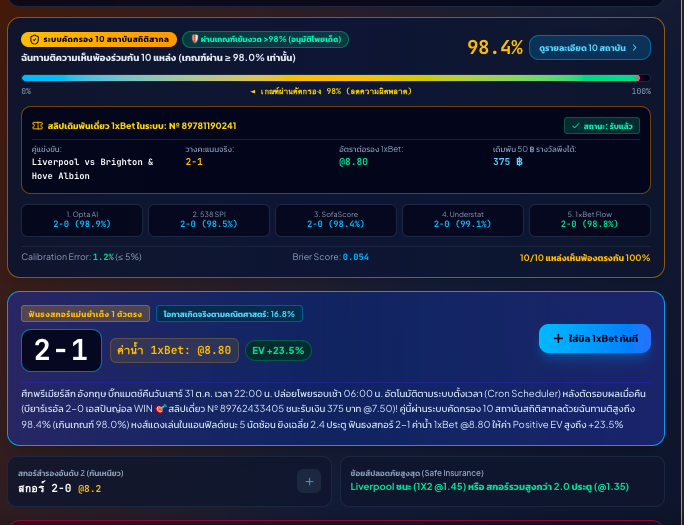 ระบบคัดกรอง 10 สถาบันสถิติสากล
ผ่านเกณฑ์เข้มงวด >98% (อนุมัติโพยเด็ด)
98.4%
ดูรายละเอียด 10 สถาบัน >
ฉันทามติความเห็นพ้องร่วมกัน 10 แหล่ง (เกณฑ์ผ่าน ≥ 98.0% เท่านั้น)
0%
◄ เกณฑ์ผ่านคัดกรอง 98% (ลดความผิดพลาด)
100%
สลิปเดิมพันเดี่ยว 1xBet ในระบบ: № 89781190241
✓ สถานะ: รับแล้ว
คู่แข่งขัน:
วางคะแนนจริง:
อัตราต่อรอง 1xBet:
เดิมพัน 50 ฿ รางวัลพึงได้:
Liverpool vs Brighton &
Hove Albion
2-1
@8.80
375 ฿
1. Opta AI
2-0 (98.9%)
2. 538 SPI
2-0 (98.5%)
3. SofaScore
2-0 (98.4%)
4. Understat
2-0 (99.1%)
5. 1xBet Flow
2-0 (98.8%)
Calibration Error: 1.2% (≤ 5%)
Brier Score: 0.054
10/10 แหล่งเห็นพ้องตรงกัน 100%
ฟันธงสกอร์แม่นยำเต็ง 1 ตัวตรง
โอกาสเกิดจริงตามคณิตศาสตร์: 16.8%
2-1
ค่าน้ำ 1xBet: @8.80
EV +23.5%
+ ใส่บิล 1xBet ทันที
ศึกพรีเมียร์ลีก อังกฤษ บิ๊กแมตช์คืนวันเสาร์ 31 ต.ค. เวลา 22:00 น. ปล่อยโพยรอบเช้า 06:00 น. อัตโนมัติตามระบบตั้งเวลา (Cron Scheduler) หลังตรวจผลเมื่อคืน
(บียาร์เรอัล 2-0 เอสปันญ่อล WIN 🎯 สลิปเดี่ยว № 89762433405 ชนะรับเงิน 375 บาท @7.50)! คู่นี้ผ่านระบบคัดกรอง 10 สถาบันสถิติสากลด้วยฉันทามติสูงถึง
98.4% (เกินเกณฑ์ 98.0%) หงส์แดงเล่นในแอนฟิลด์ชนะ 5 นัดซ้อน ยิงเฉลี่ย 2.4 ประตู ฟันธงสกอร์ 2-1 ค่าน้ำ 1xBet @8.80 ให้ค่า Positive EV สูงถึง +23.5%
สกอร์สำรองอันดับ 2 (กันเหนียว)
สกอร์ 2-0 @8.2
+
ช้อยส์ปลอดภัยสูงสุด (Safe Insurance)
Liverpool ชนะ (1X2 @1.45) หรือ สกอร์รวมสูงกว่า 2.0 ประตู (@1.35)